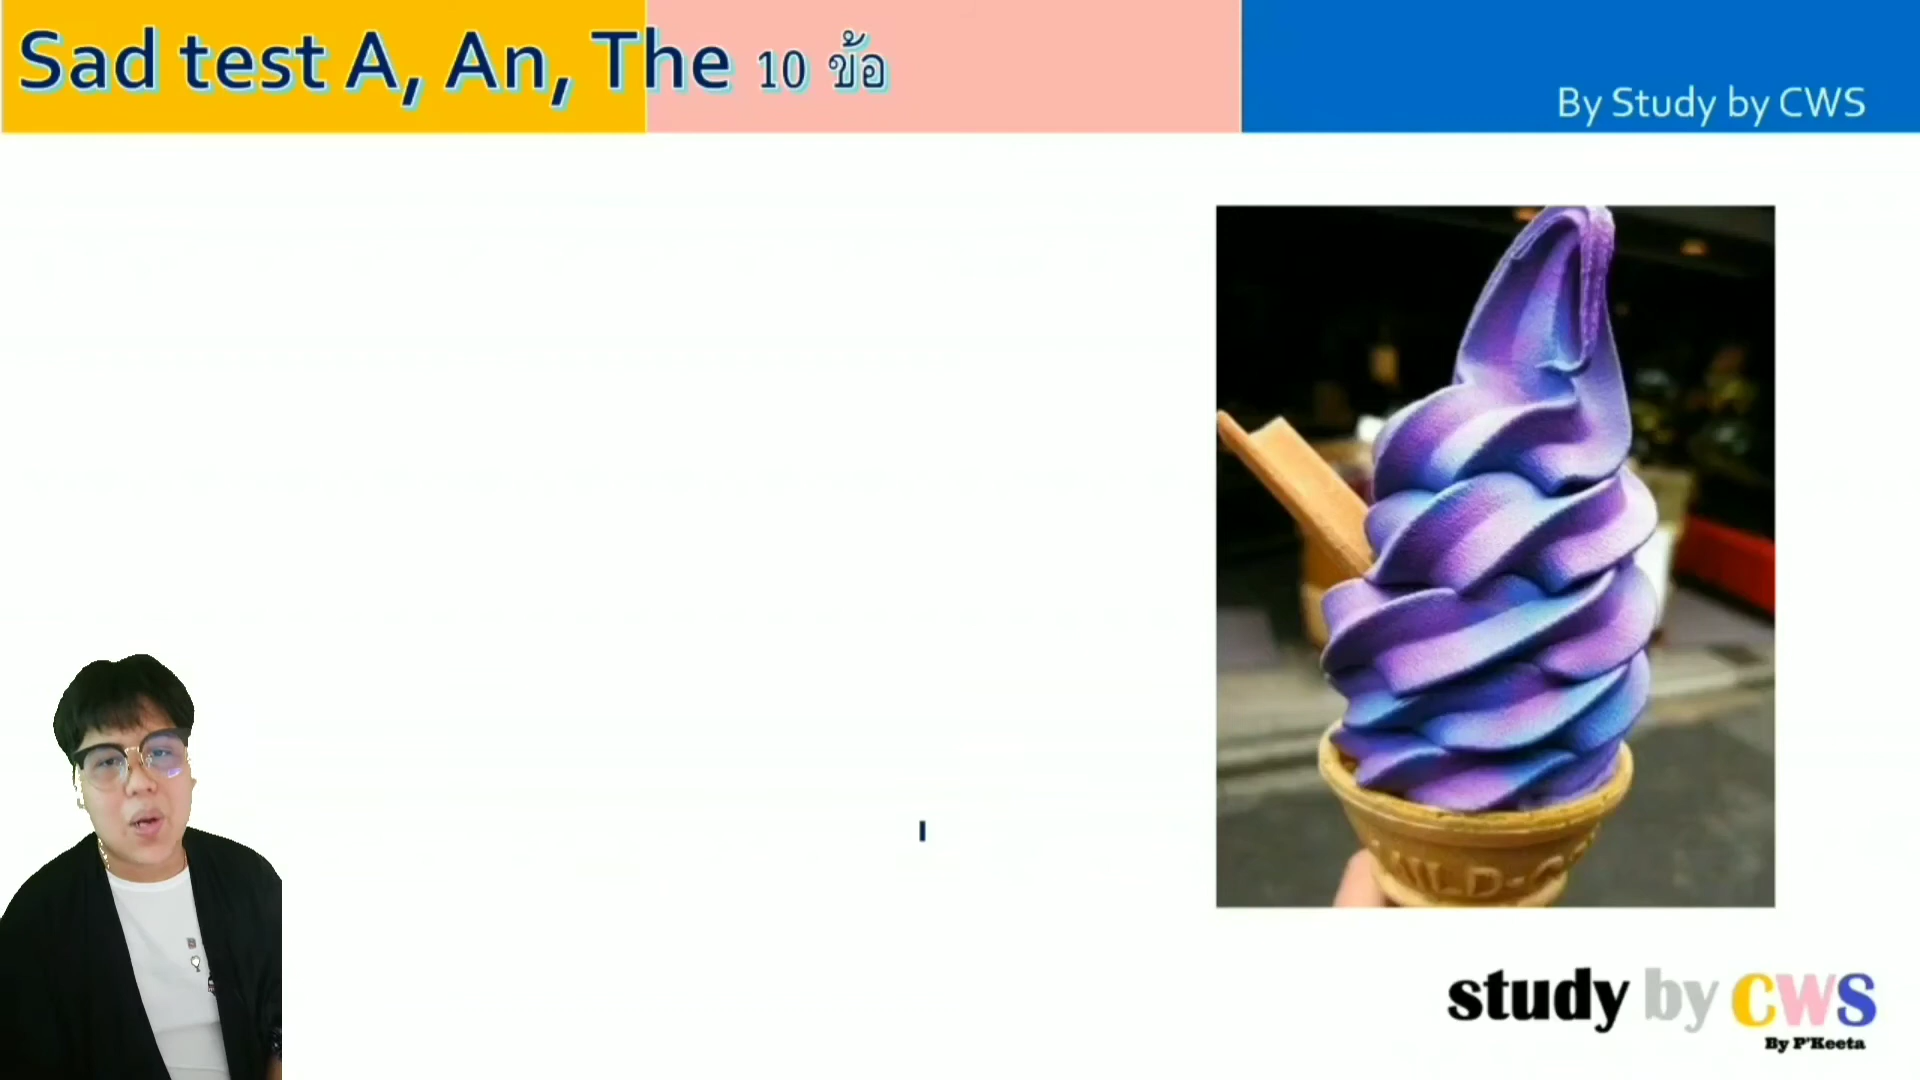 Sad test A, An, The 10 ข้อ
By Study by CWS
study by CWS
By P'Keeta